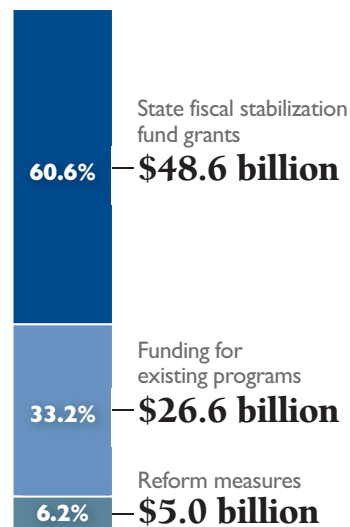 State fiscal stabilization
fund grants
60.6%
$48.6 billion
Funding for
existing programs
33.2%
$26.6 billion
Reform measures
6.2%
$5.0 billion